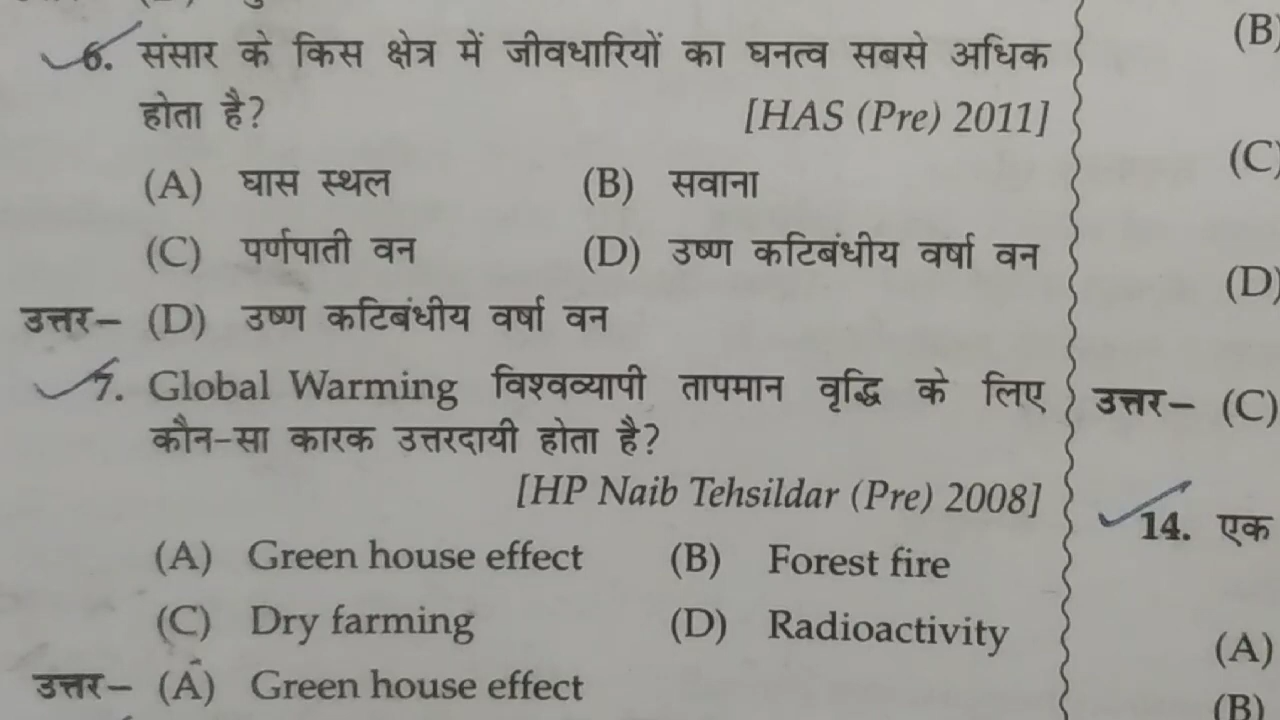 6. संसार के किस क्षेत्र में जीवधारियों का घनत्व सबसे अधिक
होता है? [HAS (Pre) 2011]
(A) घास स्थल (B) सवाना
(C) पर्णपाती वन (D) उष्ण कटिबंधीय वर्षा वन
उत्तर– (D) उष्ण कटिबंधीय वर्षा वन
7. Global Warming विश्वव्यापी तापमान वृद्धि के लिए
कौन-सा कारक उत्तरदायी होता है?
[HP Naib Tehsildar (Pre) 2008]
(A) Green house effect (B) Forest fire
(C) Dry farming (D) Radioactivity
उत्तर– (A) Green house effect
(B)
(C)
(D)
उत्तर– (C)
14. एक
(A)
(B)